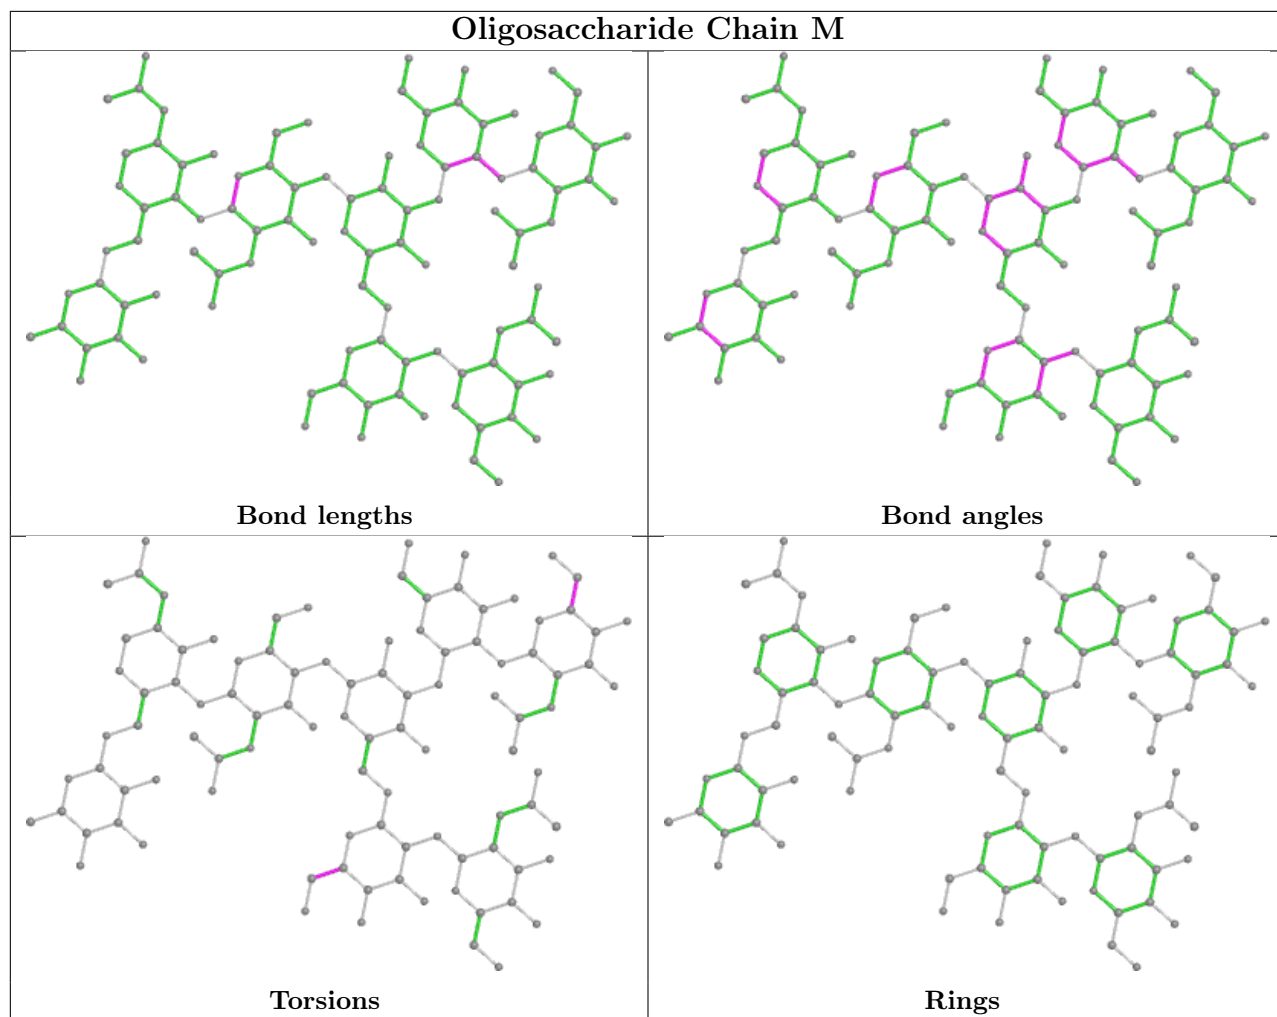 Oligosaccharide Chain M
Bond lengths
Bond angles
Torsions
Rings